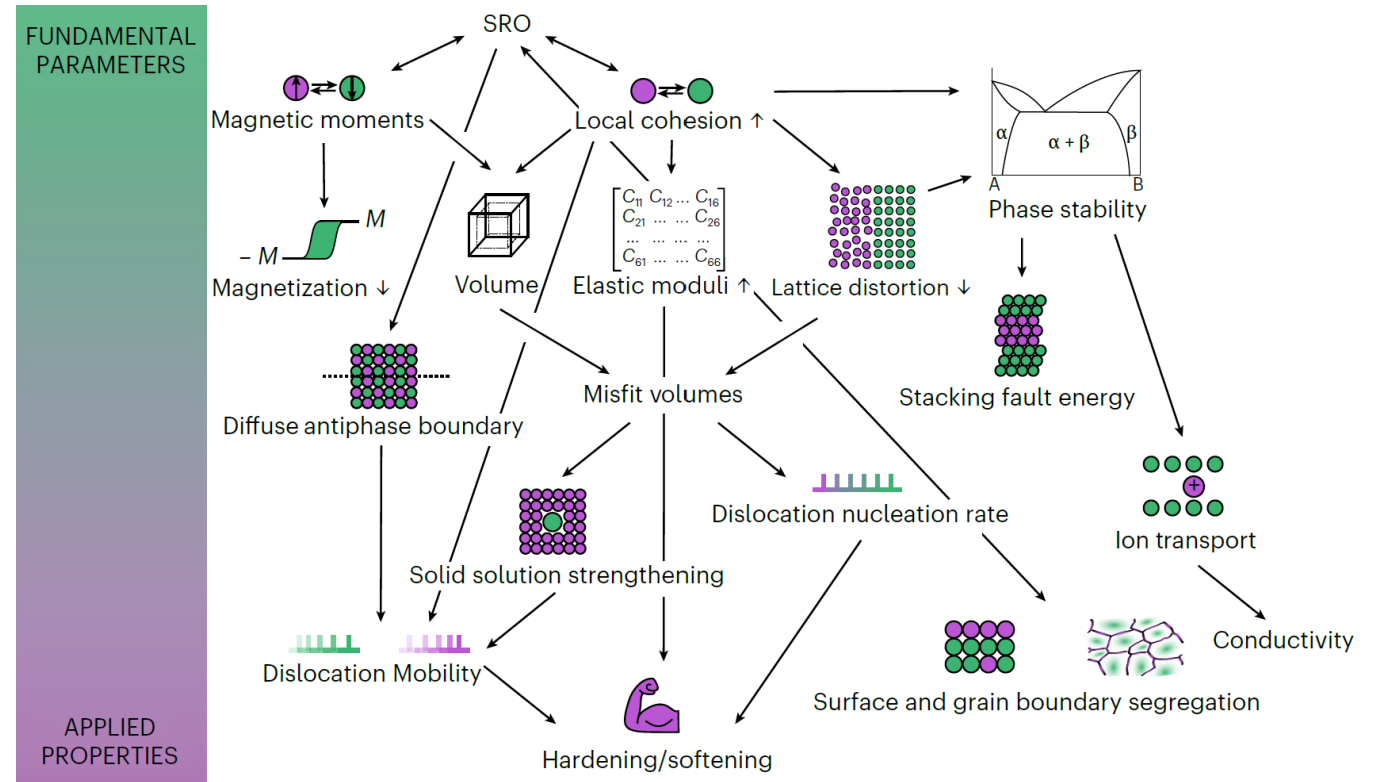 FUNDAMENTAL
PARAMETERS
SRO
Magnetic moments
Local cohesion ↑
α
α + β
β
A
B
Phase stability
M
– M
Magnetization ↓
Volume
C11 C12 ... C16
C21 ... ... C26
... ... ... ...
C61 ... ... C66
Elastic moduli ↑
Lattice distortion ↓
Misfit volumes
Stacking fault energy
Diffuse antiphase boundary
+
Dislocation nucleation rate
Ion transport
Solid solution strengthening
Conductivity
Dislocation Mobility
Surface and grain boundary segregation
APPLIED
PROPERTIES
Hardening/softening